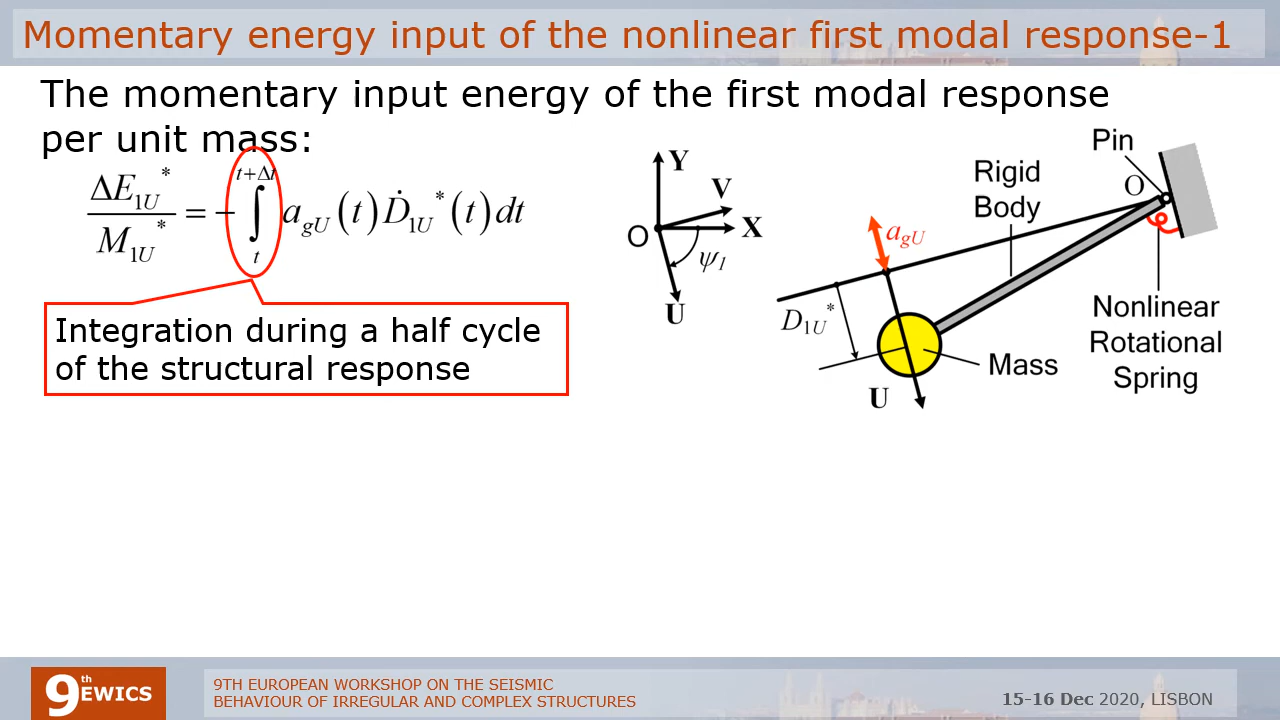 Momentary energy input of the nonlinear first modal response-1
The momentary input energy of the first modal response
per unit mass:
ΔE₁U* / M₁U* = − ∫ₜ^{t+Δt} a_gU (t) Ḋ₁U* (t) dt
Integration during a half cycle
of the structural response
Y
V
X
O
ψ₁
U
Pin
O
Rigid
Body
a_gU
D₁U*
Mass
U
Nonlinear
Rotational
Spring
9th EWICS
9TH EUROPEAN WORKSHOP ON THE SEISMIC
BEHAVIOUR OF IRREGULAR AND COMPLEX STRUCTURES
15-16 Dec 2020, LISBON